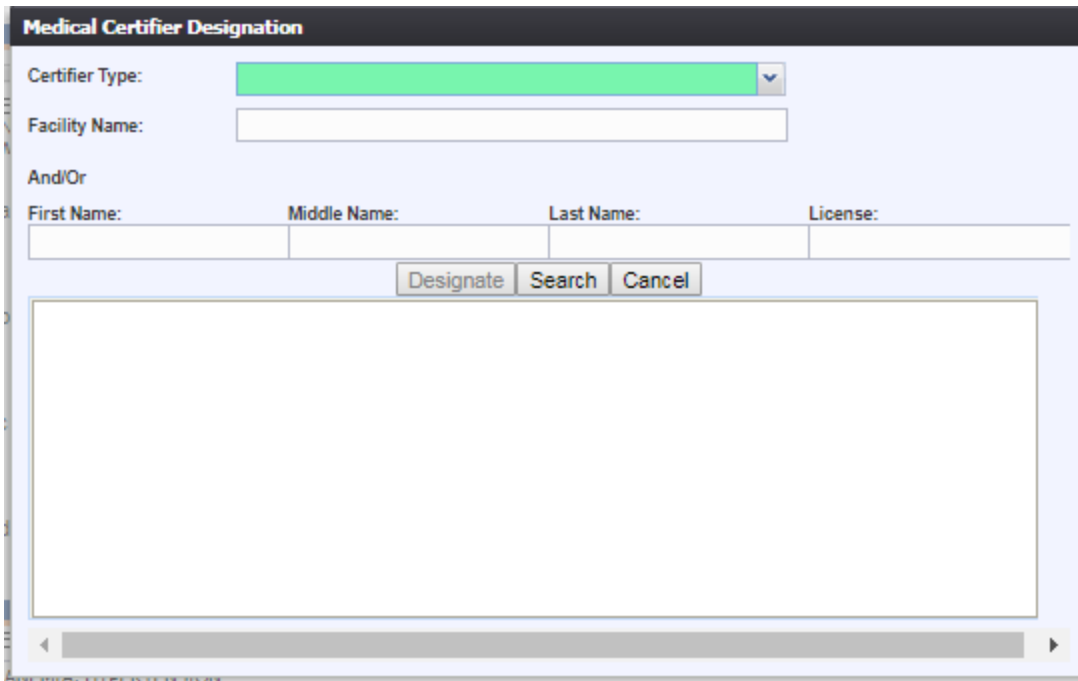 Medical Certifier Designation
Certifier Type:
Facility Name:
And/Or
First Name: Middle Name: Last Name: License:
Designate Search Cancel